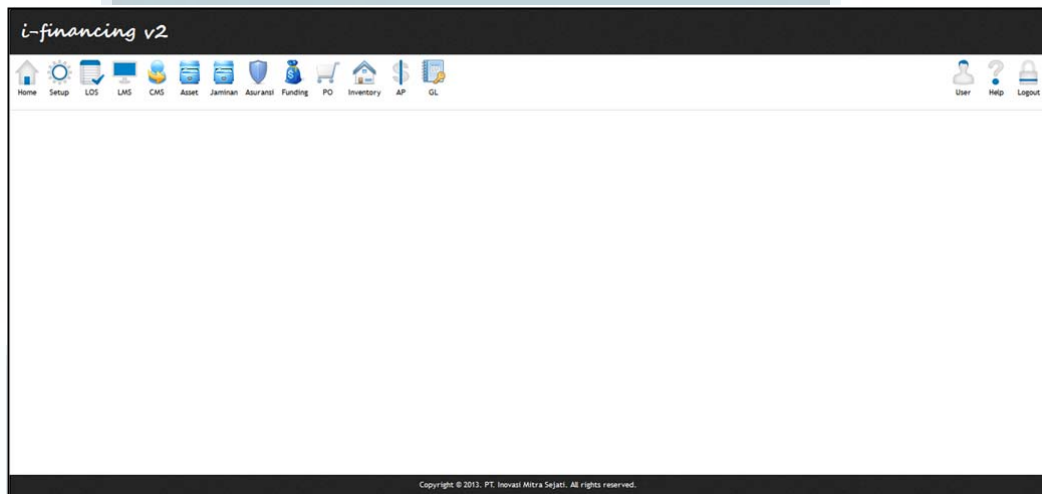 i-financing v2
Home Setup LOS LMS CMS Asset Jaminan Asuransi Funding PO Inventory AP GL User Help Logout
Copyright © 2013. PT. Inovasi Mitra Sejati. All rights reserved.